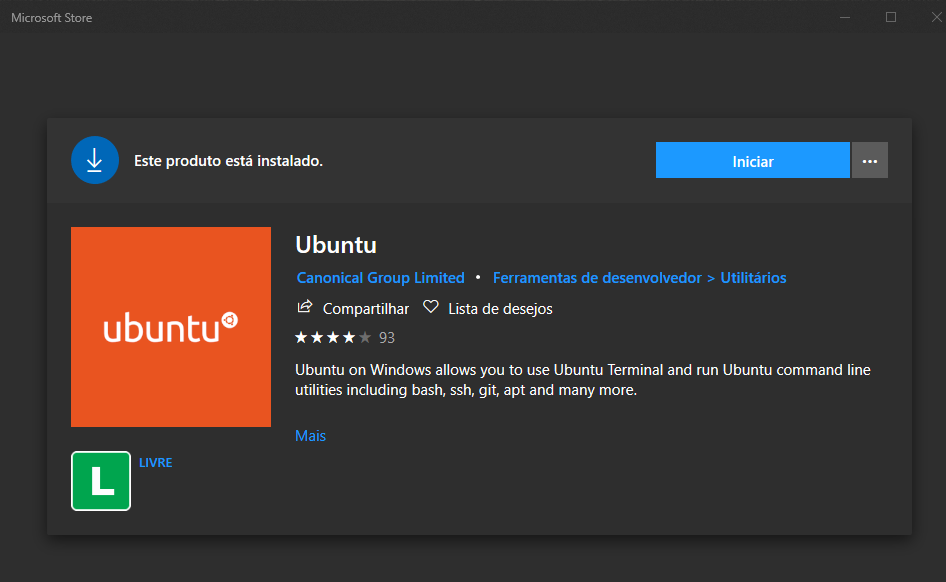 Microsoft Store
Este produto está instalado.
Iniciar
ubuntu
Ubuntu
Canonical Group Limited • Ferramentas de desenvolvedor > Utilitários
Compartilhar Lista de desejos
93
Ubuntu on Windows allows you to use Ubuntu Terminal and run Ubuntu command line
utilities including bash, ssh, git, apt and many more.
Mais
L LIVRE